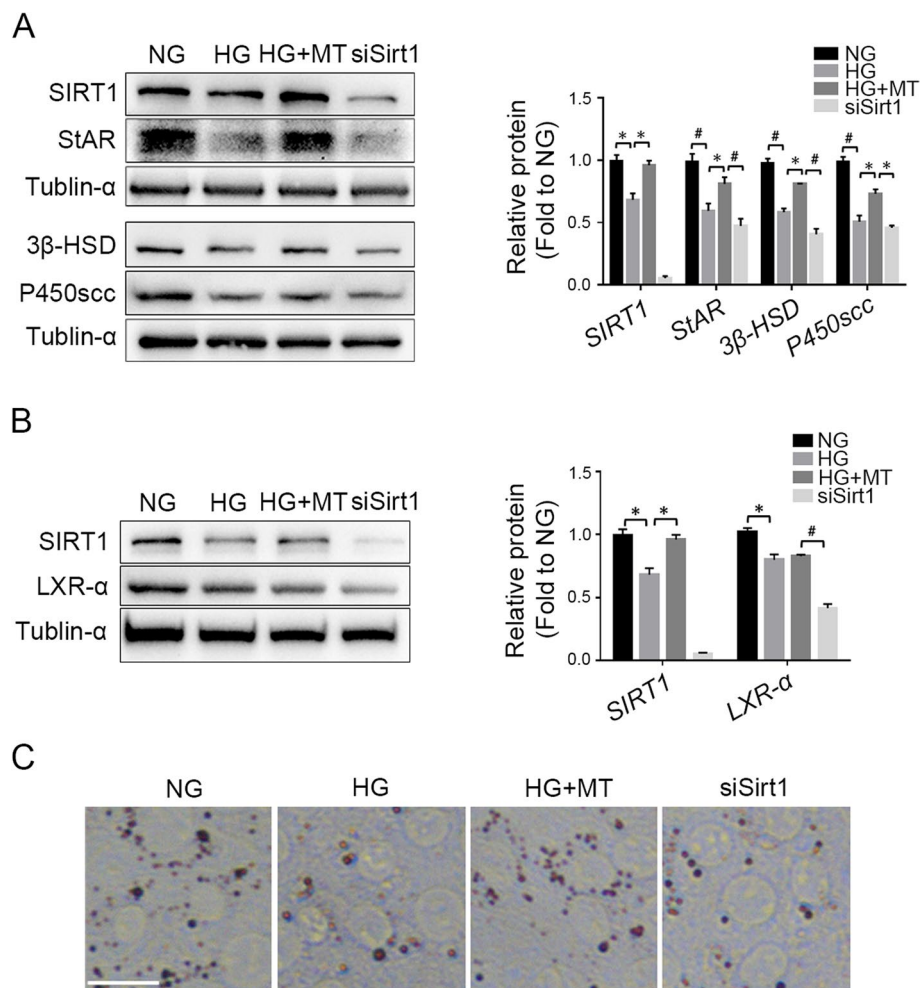 A
NG HG HG+MT siSirt1
SIRT1
StAR
Tublin-α
3β-HSD
P450scc
Tublin-α
NG
HG
HG+MT
siSirt1
Relative protein
(Fold to NG)
1.5
1.0
0.5
0.0
# # #
* * * * * *
# #
SIRT1 StAR 3β-HSD P450scc
B
NG HG HG+MT siSirt1
SIRT1
LXR-α
Tublin-α
NG
HG
HG+MT
siSirt1
Relative protein
(Fold to NG)
1.5
1.0
0.5
0.0
* * * #
SIRT1 LXR-α
C
NG HG HG+MT siSirt1